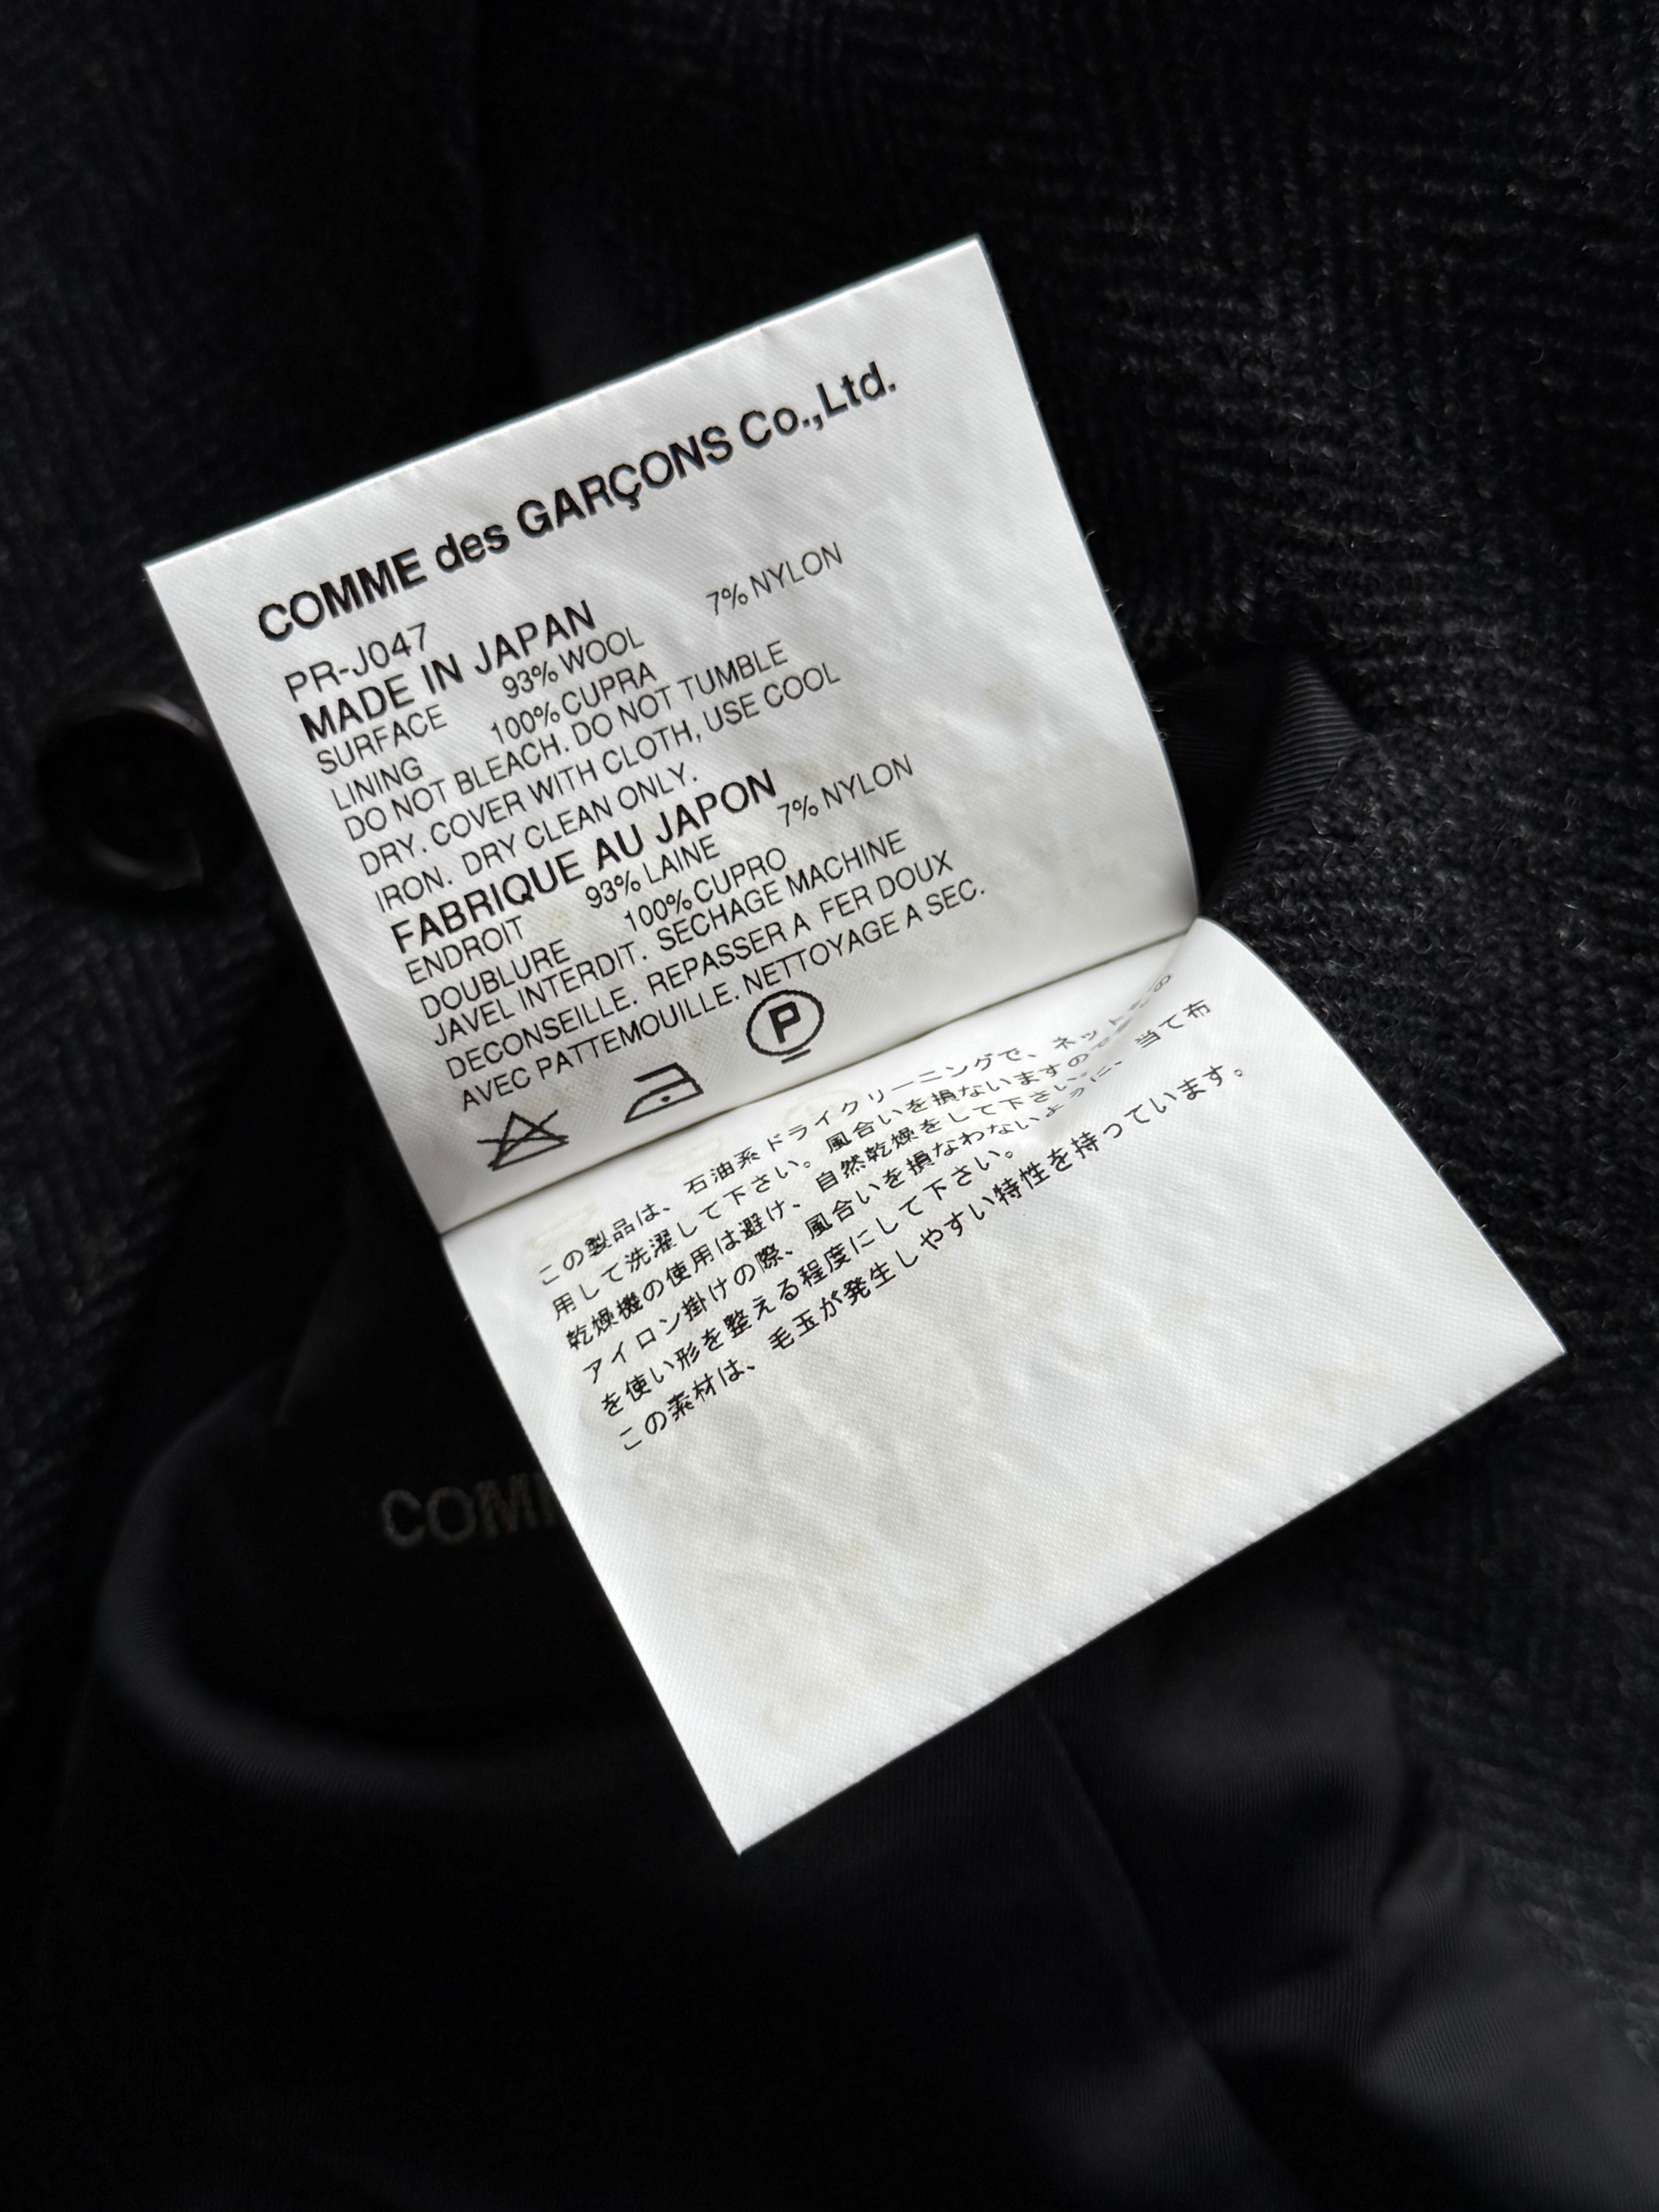 COMME des GARÇONS Co.,Ltd.
PR-J047
MADE IN JAPAN
SURFACE 93% WOOL 7% NYLON
LINING 100% CUPRA
DO NOT BLEACH. DO NOT TUMBLE
DRY. COVER WITH CLOTH, USE COOL
IRON. DRY CLEAN ONLY.
FABRIQUE AU JAPON
ENDROIT 93% LAINE 7% NYLON
DOUBLURE 100% CUPRO
JAVEL INTERDIT. SECHAGE MACHINE
DECONSEILLE. REPASSER A FER DOUX
AVEC PATTEMOUILLE. NETTOYAGE A SEC.
P
この製品は、石油系ドライクリーニングで、ネット
用して洗濯して下さい。風合いを損ないますので
乾燥機の使用は避け、自然乾燥をして下さい。
アイロン掛けの際、風合いを損なわないように、当て布
を使い形を整える程度にして下さい。
この素材は、毛玉が発生しやすい特性を持っています。
COM